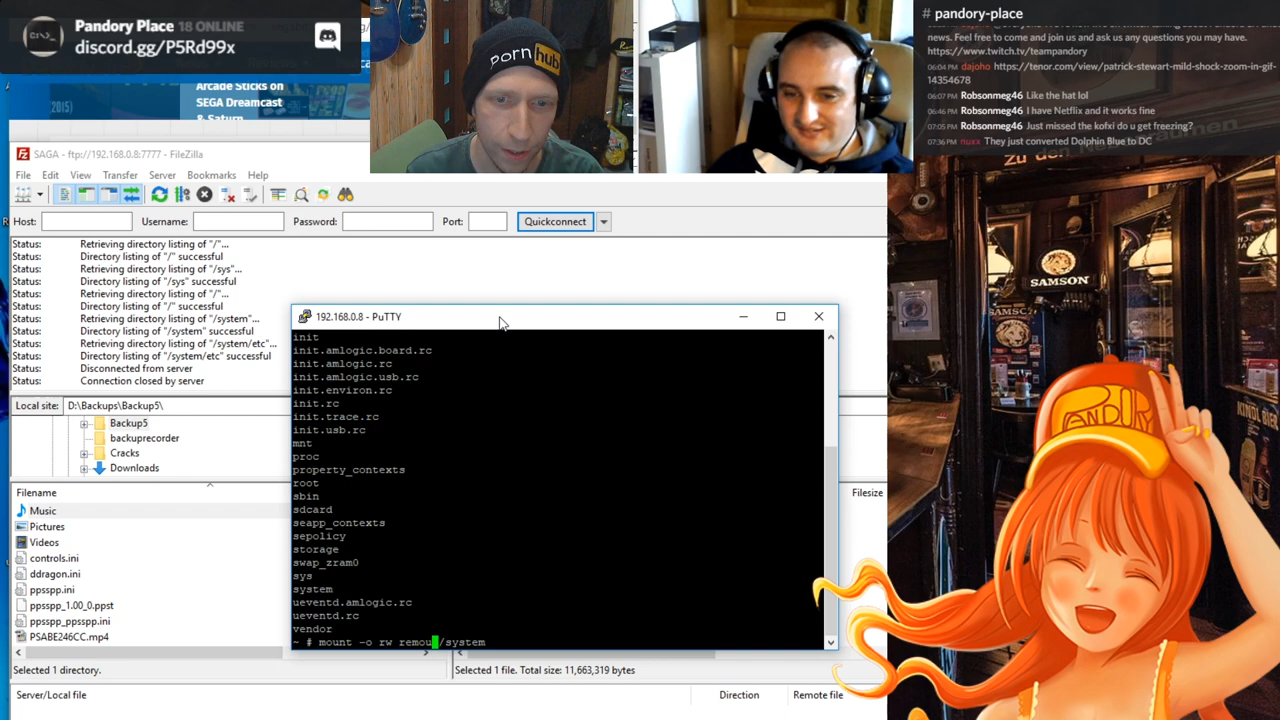 Pandory Place 18 ONLINE
discord.gg/P5Rd99x
Arcade Sticks on
SEGA Dreamcast
& Saturn
2015)
Porn hub
# pandory-place
news. Feel free to come and join us and ask us any questions you may have.
https://www.twitch.tv/teampandory
06:04 PM dajoho https://tenor.com/view/patrick-stewart-mild-shock-zoom-in-gif-
14354678
06:07 PM Robsonmeg46 Like the hat lol
06:46 PM Robsonmeg46 I have Netflix and it works fine
07:05 PM Robsonmeg46 Just missed the kofxi do u get freezing?
07:36 PM nuxx They just converted Dolphin Blue to DC
Zu den
SAMSON
SAMSON
PANDORY
SAGA - ftp://192.168.0.8:7777 - FileZilla
File Edit View Transfer Server Bookmarks Help
Host: Username: Password: Port: Quickconnect
Status: Retrieving directory listing of "/"...
Status: Directory listing of "/" successful
Status: Retrieving directory listing of "/sys"...
Status: Directory listing of "/sys" successful
Status: Retrieving directory listing of "/"...
Status: Directory listing of "/" successful
Status: Retrieving directory listing of "/system"...
Status: Directory listing of "/system" successful
Status: Retrieving directory listing of "/system/etc"...
Status: Directory listing of "/system/etc" successful
Status: Disconnected from server
Status: Connection closed by server
Local site: D:\Backups\Backup5\
Backup5
backuprecorder
Cracks
Downloads
Filename
Filesize
Music
Pictures
Videos
controls.ini
ddragon.ini
ppsspp.ini
ppsspp_1.00_0.ppst
ppsspp_ppsspp.ini
PSABE246CC.mp4
Selected 1 directory.
Selected 1 file. Total size: 11,663,319 bytes
Server/Local file
Direction
Remote file
192.168.0.8 - PuTTY
init
init.amlogic.board.rc
init.amlogic.rc
init.amlogic.usb.rc
init.environ.rc
init.rc
init.trace.rc
init.usb.rc
mnt
proc
property_contexts
root
sbin
sdcard
seapp_contexts
sepolicy
storage
swap_zram0
sys
system
ueventd.amlogic.rc
ueventd.rc
vendor
~ # mount -o rw remou /system